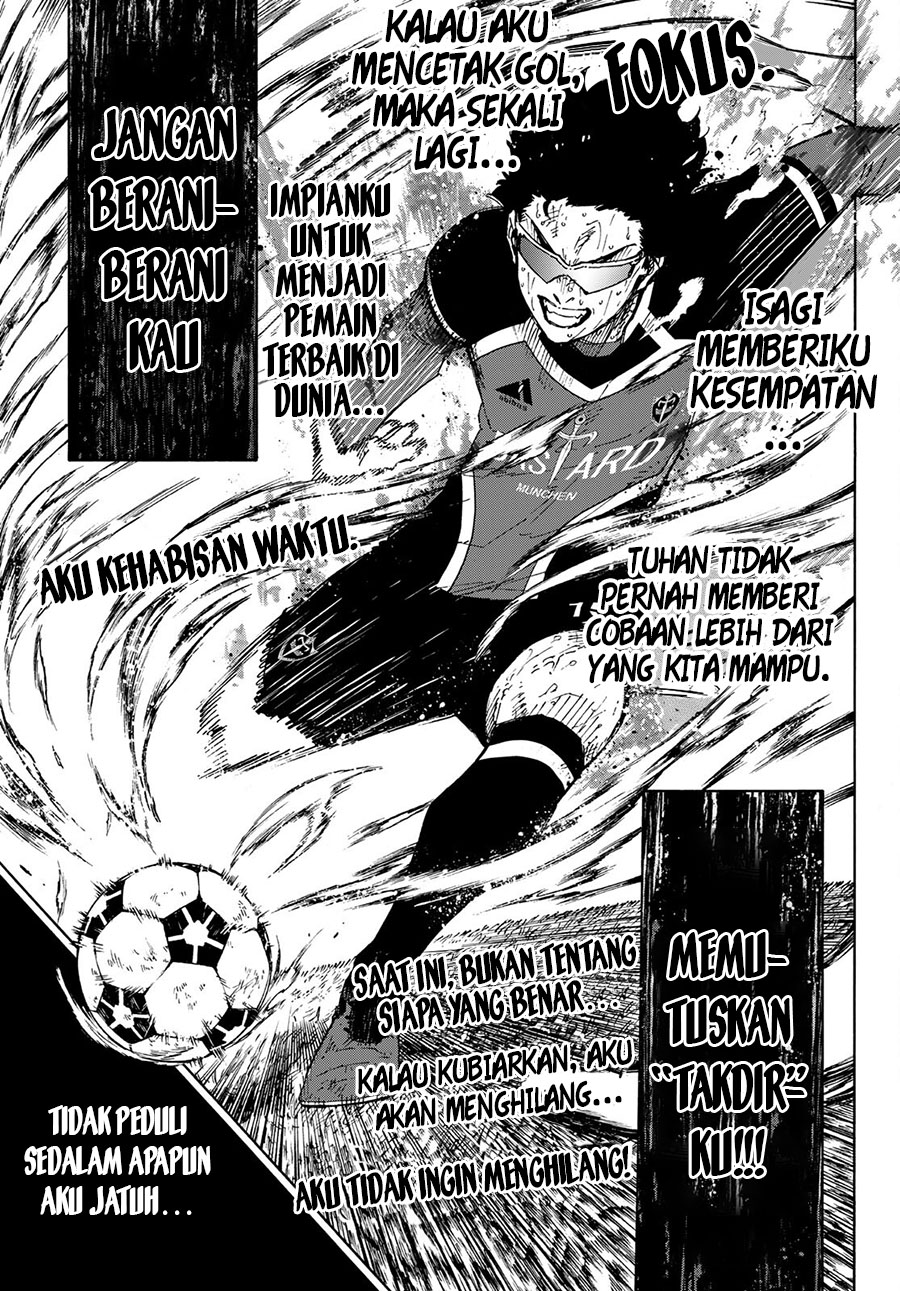 FOKUS.
KALAU AKU
MENCETAK GOL,
MAKA SEKALI
LAGI...
JANGAN
BERANI-
BERANI
KAU
IMPIANKU
UNTUK
MENJADI
PEMAIN
TERBAIK DI
DUNIA...
ISAGI
MEMBERIKU
KESEMPATAN
...
adidas
BASTARD
MÜNCHEN
AKU KEHABISAN WAKTU.
TUHAN TIDAK
PERNAH MEMBERI
COBAAN LEBIH DARI
YANG KITA MAMPU.
MEMU-
TUSKAN
"TAKDIR"-
KU!!!
SAAT INI, BUKAN TENTANG
SIAPA YANG BENAR...
KALAU KUBIARKAN, AKU
AKAN MENGHILANG...
AKU TIDAK INGIN MENGHILANG!
TIDAK PEDULI
SEDALAM APAPUN
AKU JATUH...